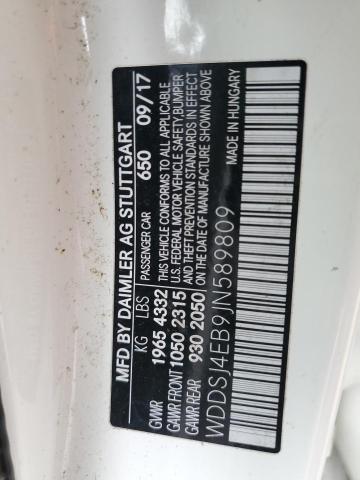 MFD BY DAIMLER AG STUTTGART
KG LBS PASSENGER CAR 650 09/17
GVWR 1965 4332 THIS VEHICLE CONFORMS TO ALL APPLICABLE
GAWR FRONT 1050 2315 U.S. FEDERAL MOTOR VEHICLE SAFETY, BUMPER
GAWR REAR 930 2050 AND THEFT PREVENTION STANDARDS IN EFFECT
ON THE DATE OF MANUFACTURE SHOWN ABOVE
WDDSJ4EB9JN589809 MADE IN HUNGARY